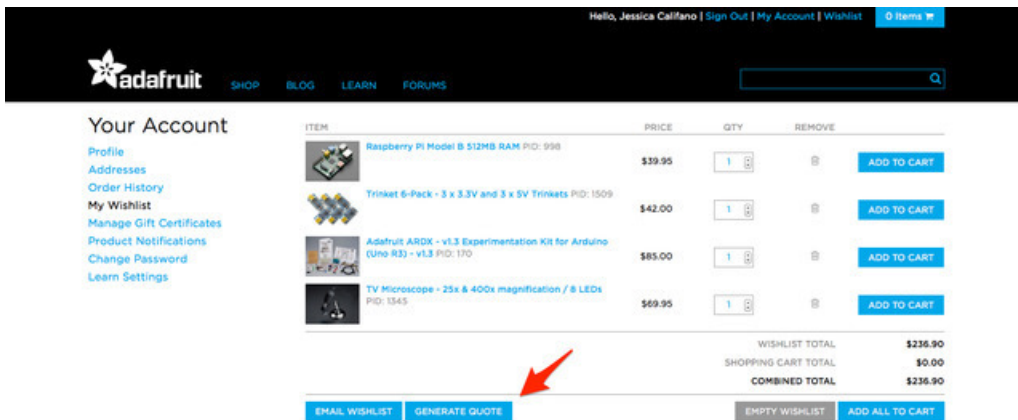 Hello, Jessica Califano | Sign Out | My Account | Wishlist 0 Items
adafruit SHOP BLOG LEARN FORUMS
Your Account
Profile
Addresses
Order History
My Wishlist
Manage Gift Certificates
Product Notifications
Change Password
Learn Settings
ITEM PRICE QTY REMOVE
Raspberry Pi Model B 512MB RAM PID: 998
$39.95 1 ADD TO CART
Trinket 6-Pack - 3 x 3.3V and 3 x 5V Trinkets PID: 1509
$42.00 1 ADD TO CART
Adafruit ARDX - v1.3 Experimentation Kit for Arduino
(Uno R3) - v1.3 PID: 170
$85.00 1 ADD TO CART
TV Microscope - 25x & 400x magnification / 8 LEDs
PID: 1345
$69.95 1 ADD TO CART
WISHLIST TOTAL $236.90
SHOPPING CART TOTAL $0.00
COMBINED TOTAL $236.90
EMAIL WISHLIST GENERATE QUOTE EMPTY WISHLIST ADD ALL TO CART